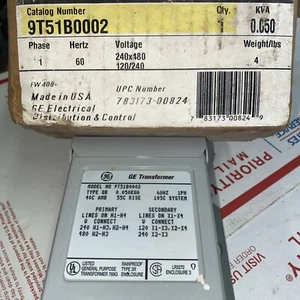 Catalog Number
Qty
KVA
9T51B0002
1
0.050
Phase
Hertz
Voltage
Weight/lbs
1
60
240x480
120/240
4
FW408-
Made in USA
GE Electrical
Distribution & Control
UPC Number
783173-00824
7 83173 00824 9
GE Transformer
MODEL NO 9T51B0002
TYPE QB 0.050KVA 60HZ 1PH
40C AMB 55C RISE 105C SYSTEM
PRIMARY
SECONDARY
LINES ON H1-H4
LINES ON X1-X4
V CONNECT
V CONNECT
240 H1-H3,H2-H4
120 X1-X3,X2-X4
480 H2-H3
240 X2-X3
LISTED
GENERAL PURPOSE
TRANSFORMER
RAINPROOF
TYPE 3R
ENCLOSURE
ENCLOSURE 3
PRIORITY
MAIL